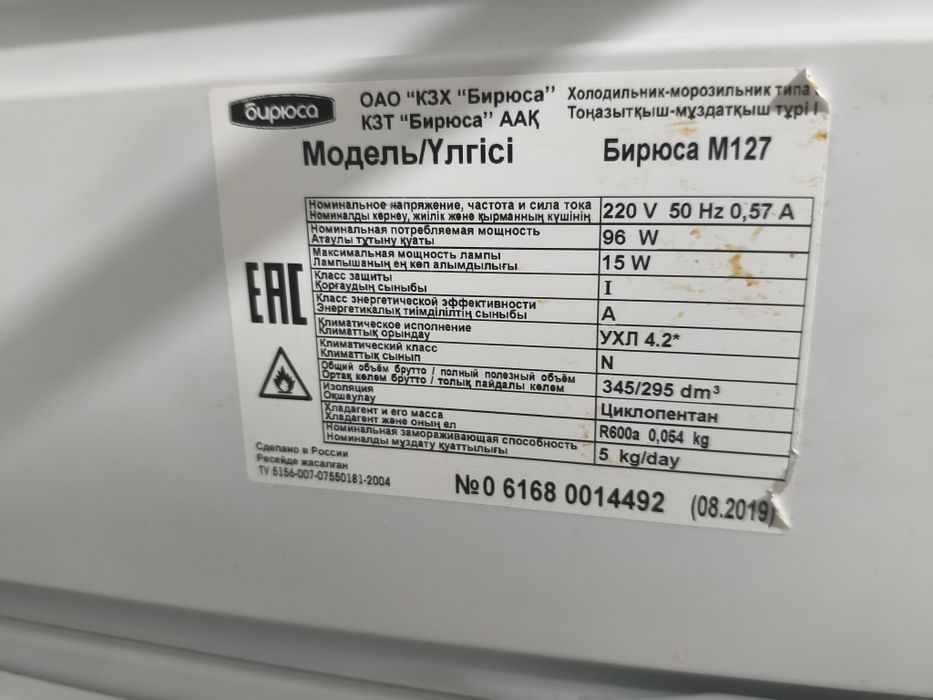 бирюса
ОАО "КЗХ "Бирюса"
КЗТ "Бирюса" ААҚ
Холодильник-морозильник типа
Тоңазытқыш-мұздатқыш түрі I
Модель/Үлгісі Бирюса М127
Номинальное напряжение, частота и сила тока
Номиналды кернеу, жиілік және қырманның күшінің
220 V 50 Hz 0,57 A
Номинальная потребляемая мощность
Атаулы тұтыну қуаты
96 W
Максимальная мощность лампы
Лампышаның ең көп алымдылығы
15 W
Класс защиты
Қорғаудың сыныбы
I
Класс энергетической эффективности
Энергетикалық тиімділітің сыныбы
A
Климатическое исполнение
Климаттық орындау
УХЛ 4.2*
Климатический класс
Климаттық сынып
N
Общий объём брутто / полный полезный объём
Ортақ көлем брутто / толық пайдалы көлем
345/295 dm³
Изоляция
Оқшаулау
Циклопентан
Хладагент и его масса
Хладагент және оның ел
R600a 0,054 kg
Номинальная замораживающая способность
Номиналды мұздату қуаттылығы
5 kg/day
EAC
Сделано в России
Ресейде жасалған
ТУ 5156-007-07550181-2004
№0 6168 0014492 (08.2019)